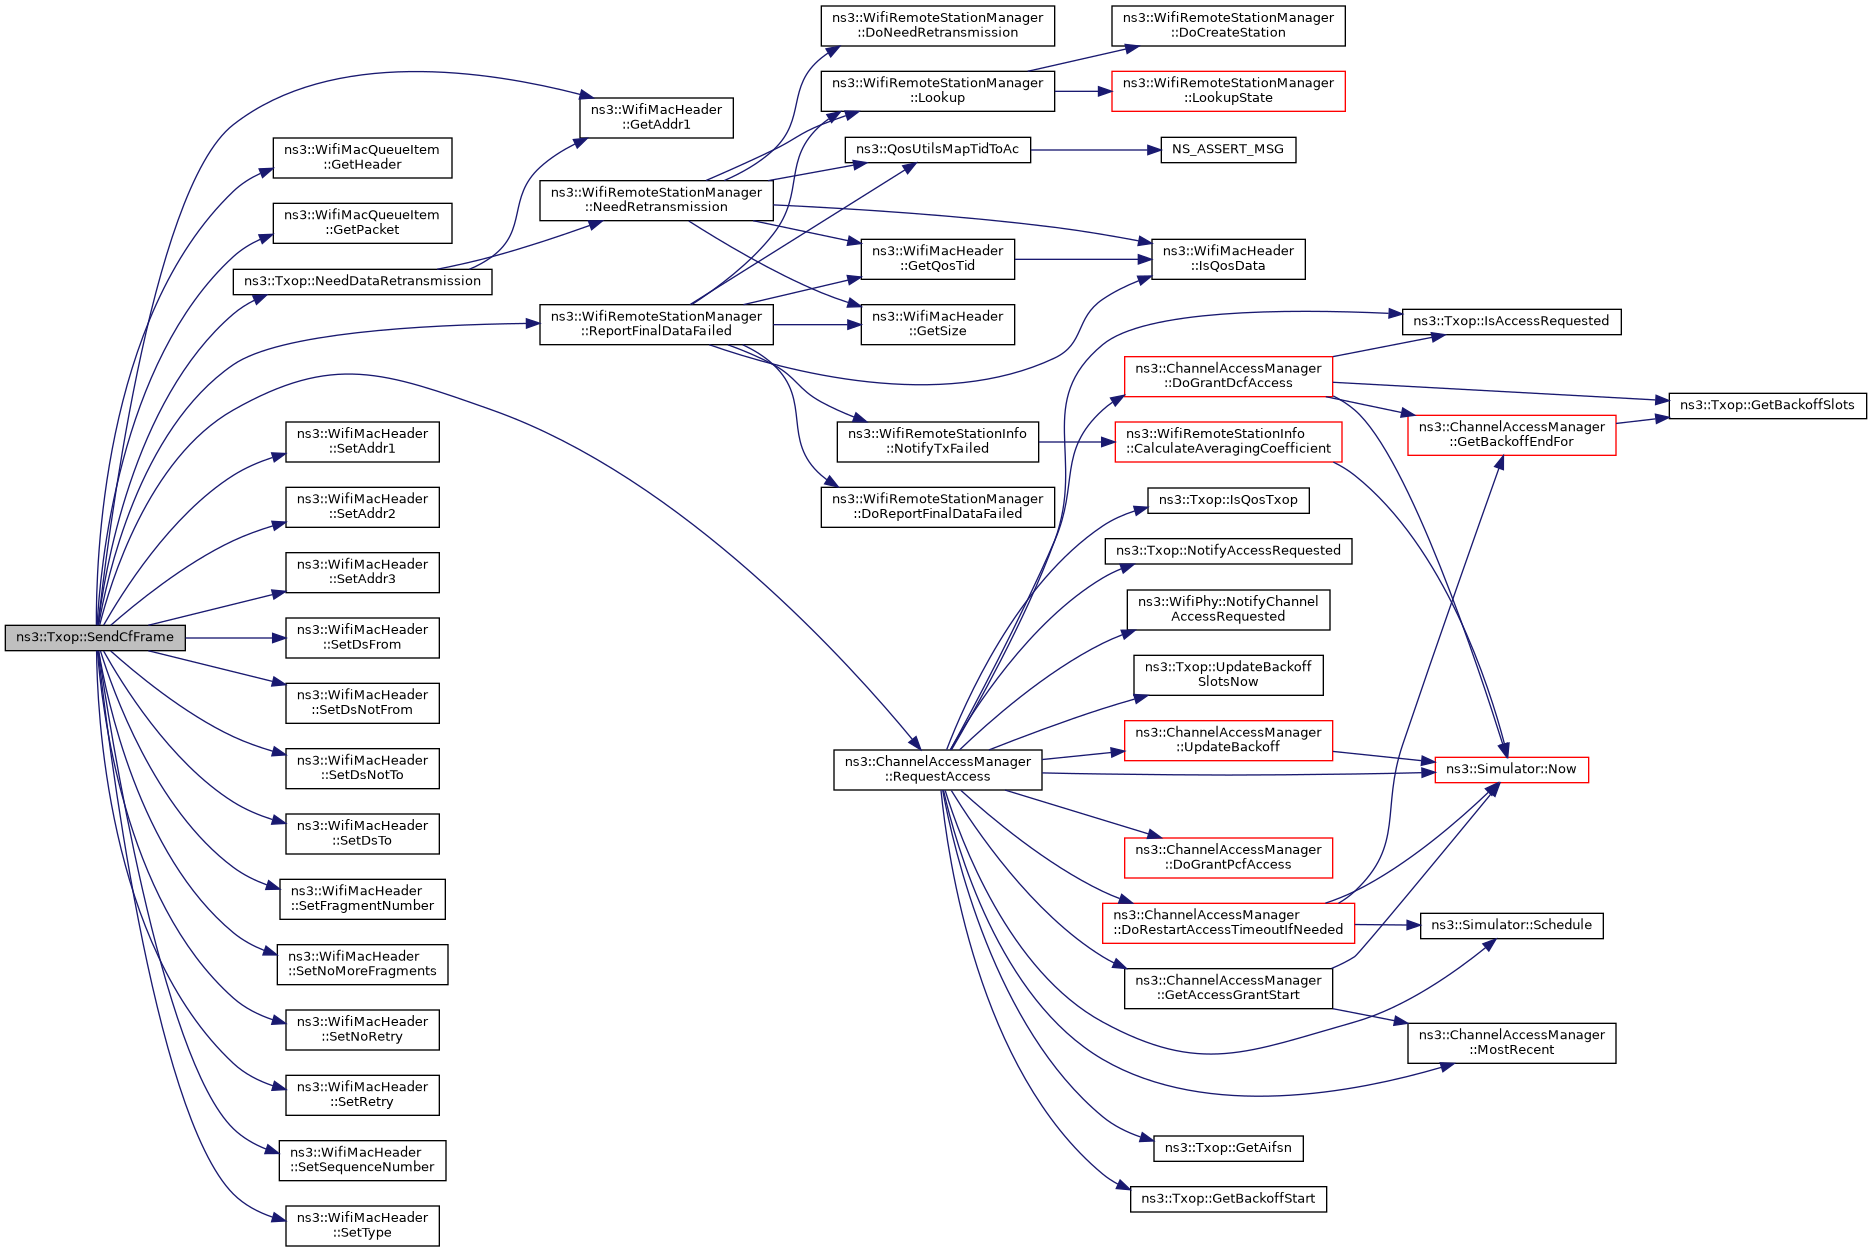 ns3::Txop::SendCfFrame
ns3::WifiMacHeader
::GetAddr1
ns3::WifiMacQueueItem
::GetHeader
ns3::WifiMacQueueItem
::GetPacket
ns3::Txop::NeedDataRetransmission
ns3::WifiRemoteStationManager
::NeedRetransmission
ns3::WifiRemoteStationManager
::ReportFinalDataFailed
ns3::WifiMacHeader
::SetAddr1
ns3::WifiMacHeader
::SetAddr2
ns3::WifiMacHeader
::SetAddr3
ns3::WifiMacHeader
::SetDsFrom
ns3::WifiMacHeader
::SetDsNotFrom
ns3::WifiMacHeader
::SetDsNotTo
ns3::WifiMacHeader
::SetDsTo
ns3::WifiMacHeader
::SetFragmentNumber
ns3::WifiMacHeader
::SetNoMoreFragments
ns3::WifiMacHeader
::SetNoRetry
ns3::WifiMacHeader
::SetRetry
ns3::WifiMacHeader
::SetSequenceNumber
ns3::WifiMacHeader
::SetType
ns3::WifiRemoteStationManager
::DoNeedRetransmission
ns3::WifiRemoteStationManager
::Lookup
ns3::QosUtilsMapTidToAc
ns3::WifiMacHeader
::GetQosTid
ns3::WifiMacHeader
::GetSize
ns3::WifiRemoteStationInfo
::NotifyTxFailed
ns3::WifiRemoteStationManager
::DoReportFinalDataFailed
ns3::ChannelAccessManager
::RequestAccess
ns3::WifiRemoteStationManager
::DoCreateStation
ns3::WifiRemoteStationManager
::LookupState
NS_ASSERT_MSG
ns3::WifiMacHeader
::IsQosData
ns3::ChannelAccessManager
::DoGrantDcfAccess
ns3::WifiRemoteStationInfo
::CalculateAveragingCoefficient
ns3::Txop::IsQosTxop
ns3::Txop::NotifyAccessRequested
ns3::WifiPhy::NotifyChannel
AccessRequested
ns3::Txop::UpdateBackoff
SlotsNow
ns3::ChannelAccessManager
::UpdateBackoff
ns3::ChannelAccessManager
::DoGrantPcfAccess
ns3::ChannelAccessManager
::DoRestartAccessTimeoutIfNeeded
ns3::ChannelAccessManager
::GetAccessGrantStart
ns3::Txop::GetAifsn
ns3::Txop::GetBackoffStart
ns3::Txop::IsAccessRequested
ns3::ChannelAccessManager
::GetBackoffEndFor
ns3::Simulator::Now
ns3::Simulator::Schedule
ns3::ChannelAccessManager
::MostRecent
ns3::Txop::GetBackoffSlots